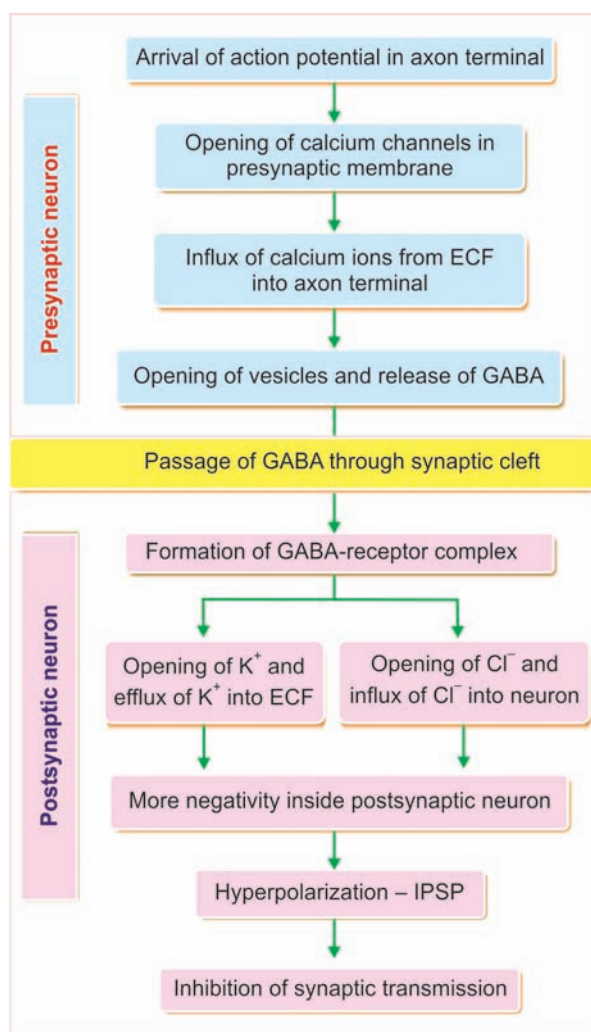 Presynaptic neuron
Arrival of action potential in axon terminal
Opening of calcium channels in
presynaptic membrane
Influx of calcium ions from ECF
into axon terminal
Opening of vesicles and release of GABA
Passage of GABA through synaptic cleft
Postsynaptic neuron
Formation of GABA-receptor complex
Opening of K⁺ and
efflux of K⁺ into ECF
Opening of Cl⁻ and
influx of Cl⁻ into neuron
More negativity inside postsynaptic neuron
Hyperpolarization – IPSP
Inhibition of synaptic transmission